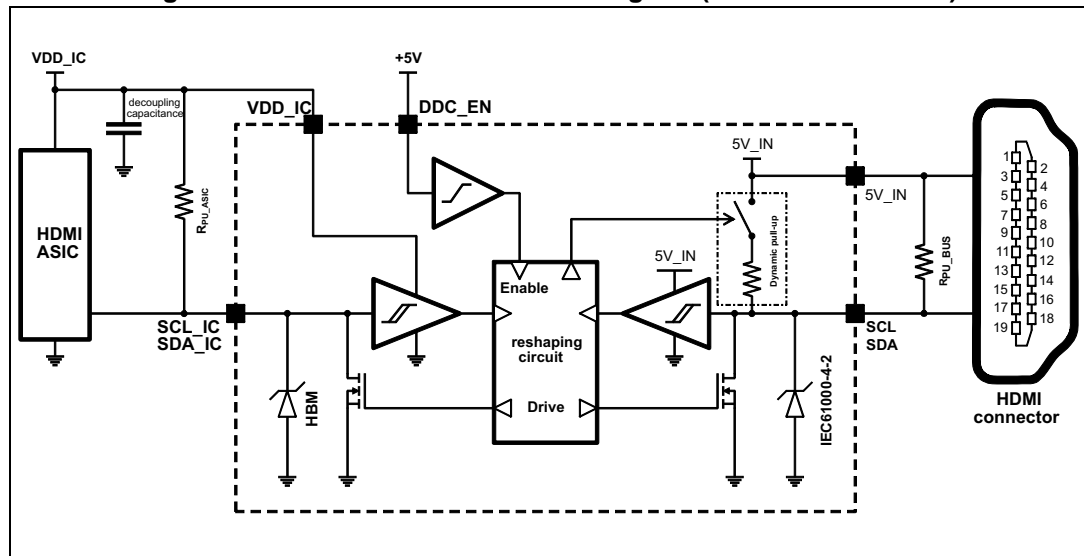 VDD_IC
+5V
decoupling
capacitance
VDD_IC
DDC_EN
RPU_ASIC
HDMI
ASIC
5V_IN
5V_IN
Dynamic pull-up
5V_IN
RPU_BUS
Enable
reshaping
circuit
Drive
SCL_IC
SDA_IC
SCL
SDA
HBM
IEC61000-4-2
1
2
3
4
5
6
7
8
9
10
11
12
13
14
15
16
17
18
19
HDMI
connector